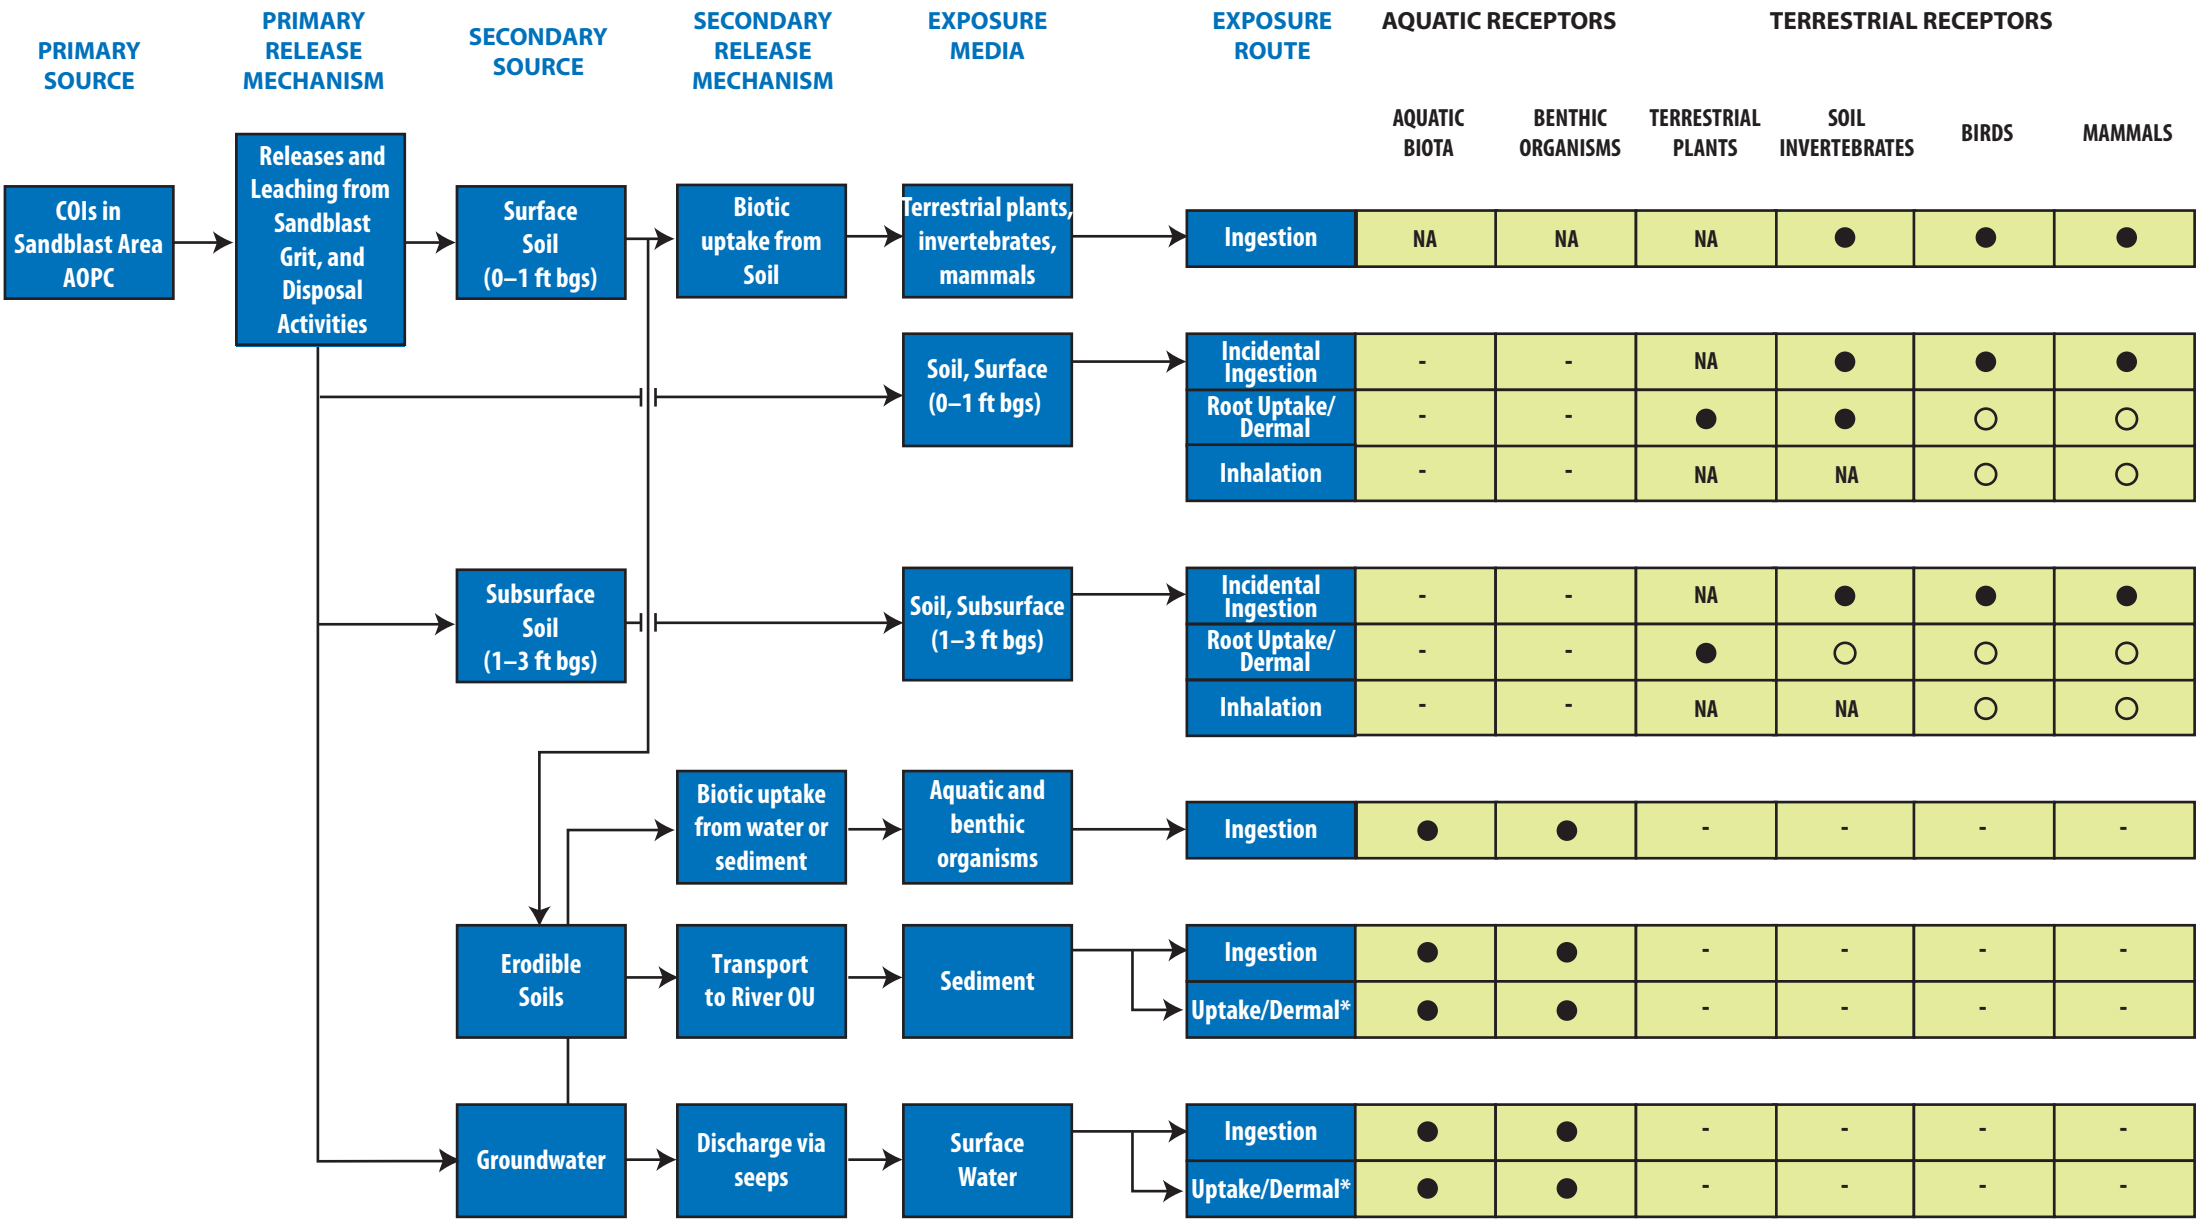 PRIMARY
SOURCE
PRIMARY
RELEASE
MECHANISM
SECONDARY
SOURCE
SECONDARY
RELEASE
MECHANISM
EXPOSURE
MEDIA
EXPOSURE
ROUTE
AQUATIC RECEPTORS
TERRESTRIAL RECEPTORS
AQUATIC
BIOTA
BENTHIC
ORGANISMS
TERRESTRIAL
PLANTS
SOIL
INVERTEBRATES
BIRDS
MAMMALS
COIs in
Sandblast Area
AOPC
Releases and
Leaching from
Sandblast
Grit, and
Disposal
Activities
Surface
Soil
(0–1 ft bgs)
Biotic
uptake from
Soil
Terrestrial plants,
invertebrates,
mammals
Ingestion
NA NA NA ● ● ●
Soil, Surface
(0–1 ft bgs)
Incidental
Ingestion
- - NA ● ● ●
Root Uptake/
Dermal
- - ● ● ○ ○
Inhalation
- - NA NA ○ ○
Subsurface
Soil
(1–3 ft bgs)
Soil, Subsurface
(1–3 ft bgs)
Incidental
Ingestion
- - NA ● ● ●
Root Uptake/
Dermal
- - ● ○ ○ ○
Inhalation
- - NA NA ○ ○
Biotic uptake
from water or
sediment
Aquatic and
benthic
organisms
Ingestion
● ● - - - -
Erodible
Soils
Transport
to River OU
Sediment
Ingestion
● ● - - - -
Uptake/Dermal*
● ● - - - -
Groundwater
Discharge via
seeps
Surface
Water
Ingestion
● ● - - - -
Uptake/Dermal*
● ● - - - -